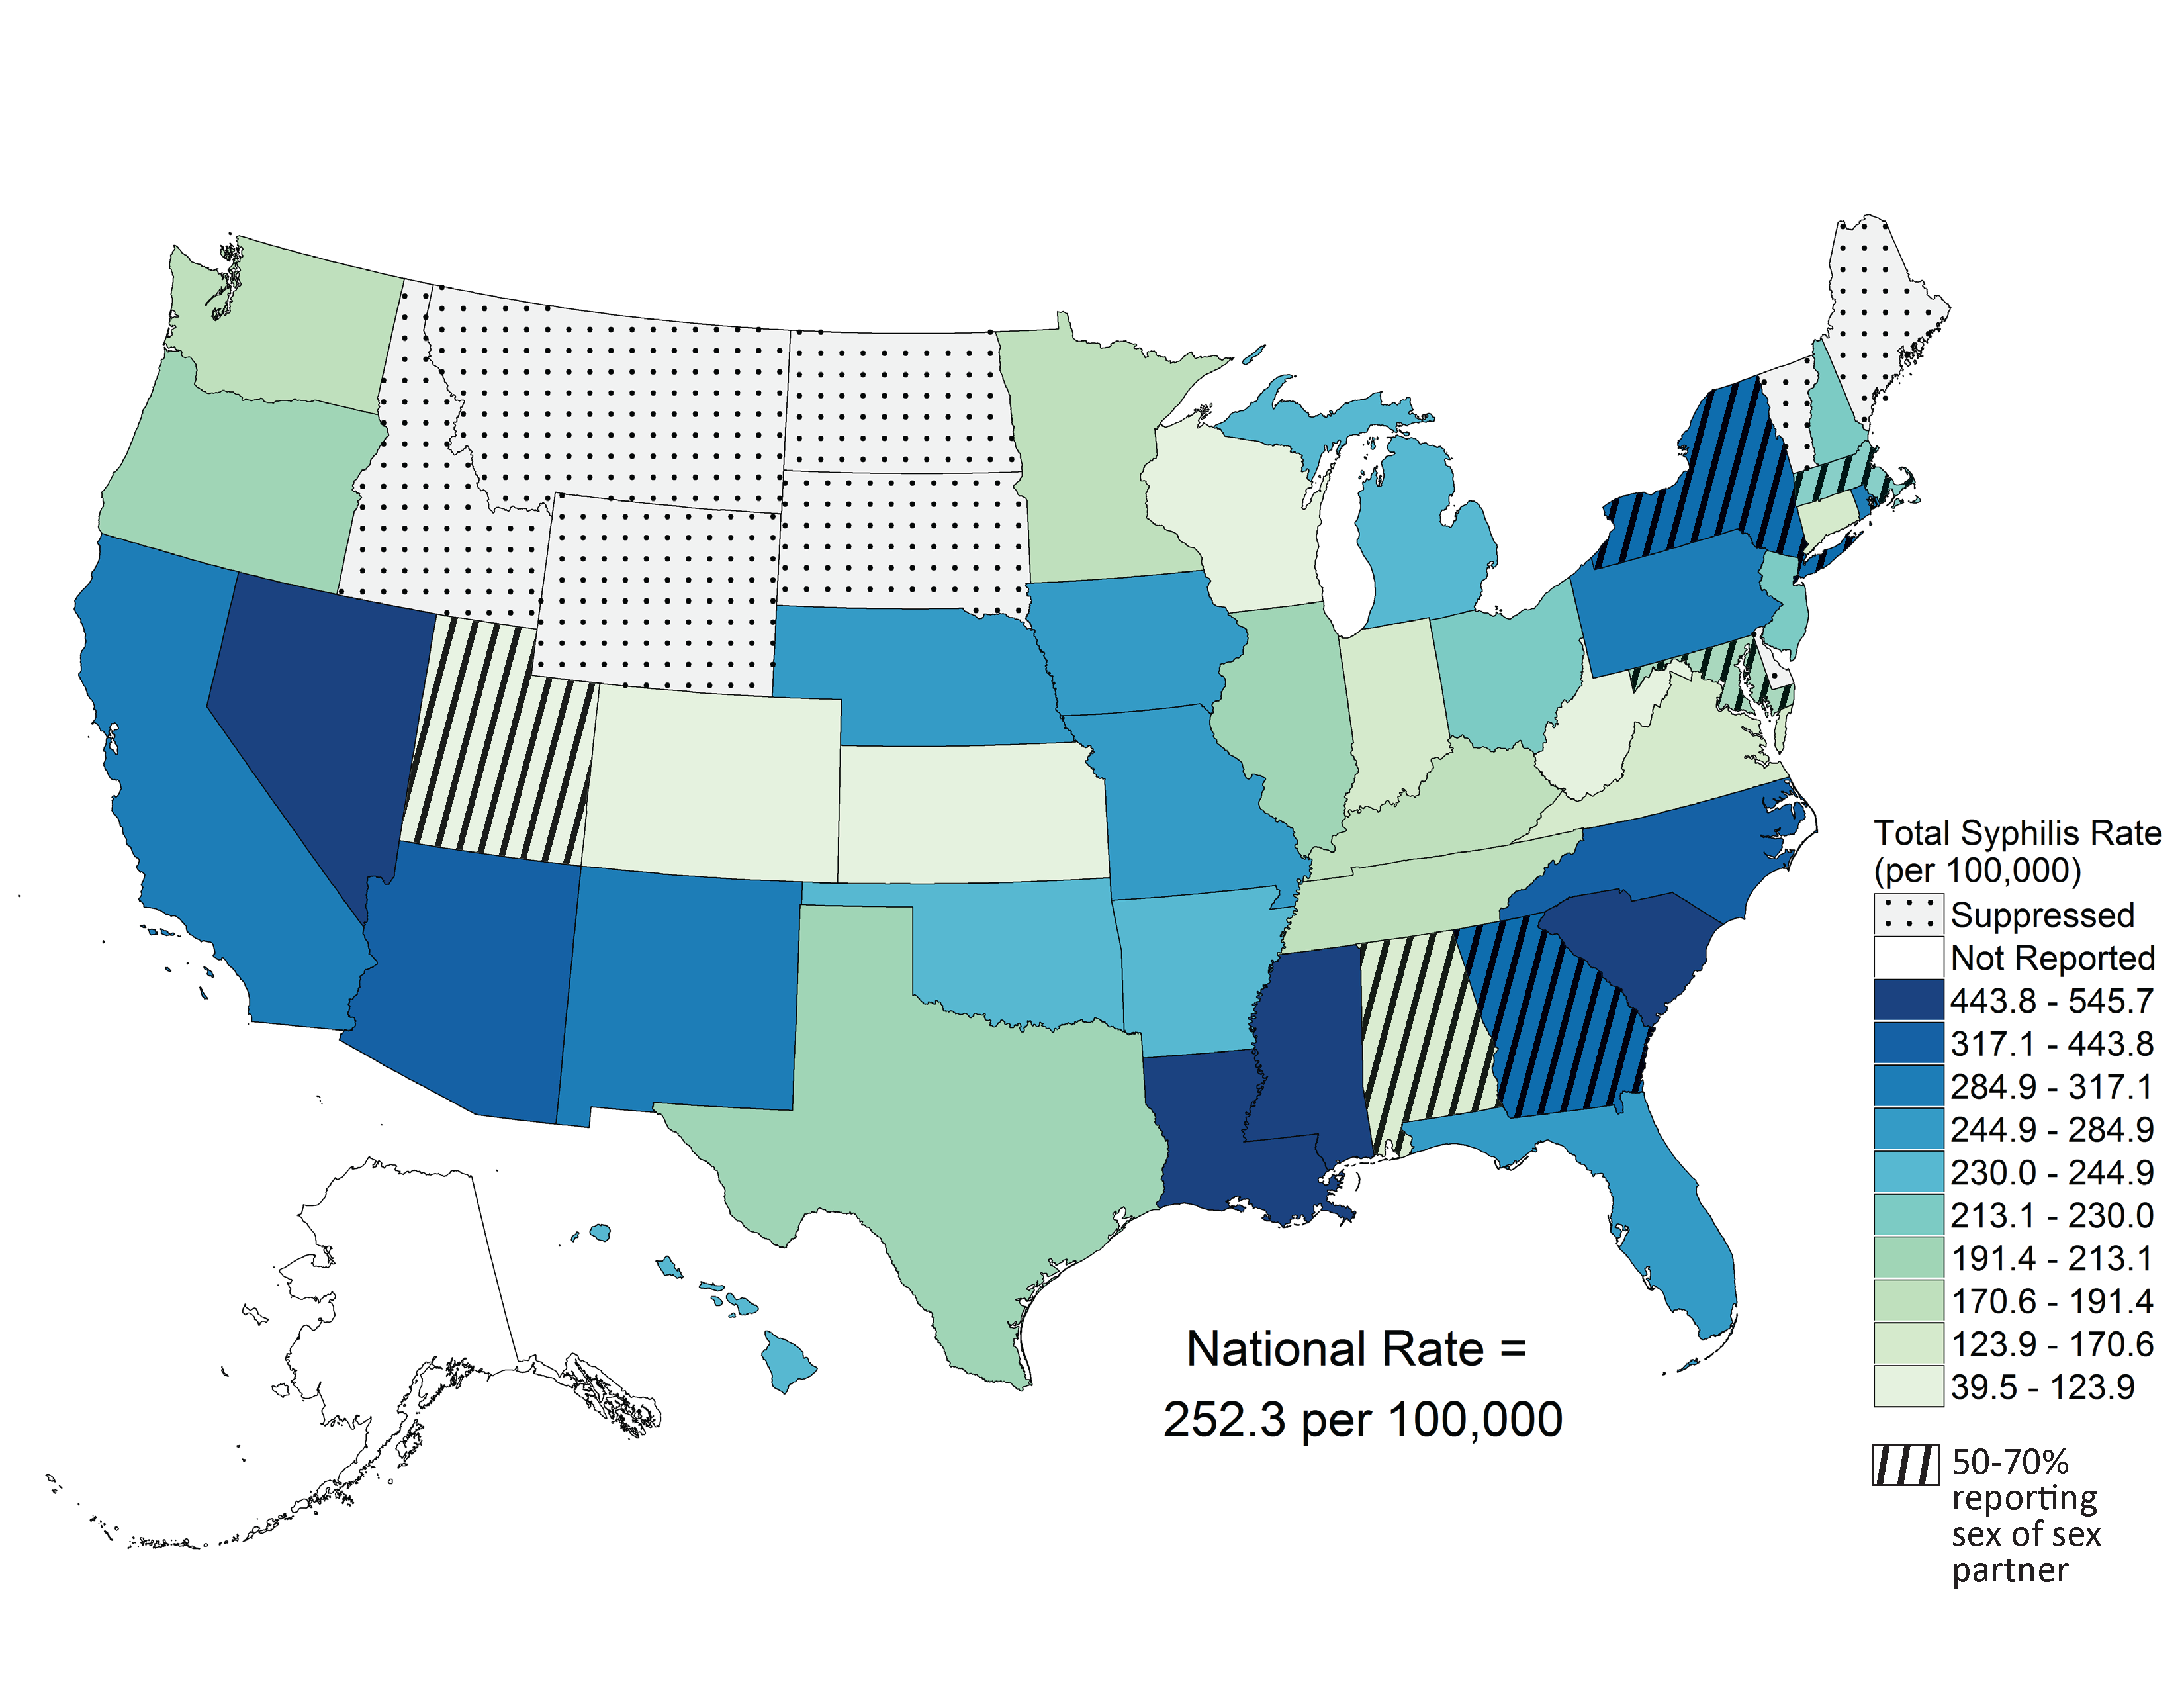 Total Syphilis Rate
(per 100,000)
Suppressed
Not Reported
443.8 - 545.7
317.1 - 443.8
284.9 - 317.1
244.9 - 284.9
230.0 - 244.9
213.1 - 230.0
191.4 - 213.1
170.6 - 191.4
123.9 - 170.6
39.5 - 123.9
50-70%
reporting
sex of sex
partner
National Rate =
252.3 per 100,000